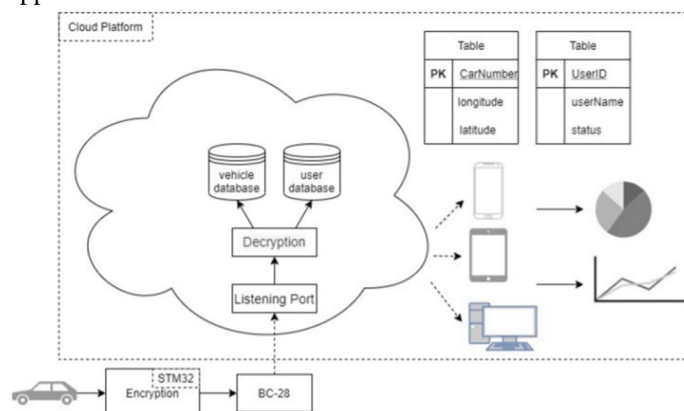 Cloud Platform
Table
PK CarNumber
longitude
latitude
Table
PK UserID
userName
status
vehicle
database
user
database
Decryption
Listening Port
STM32
Encryption
BC-28